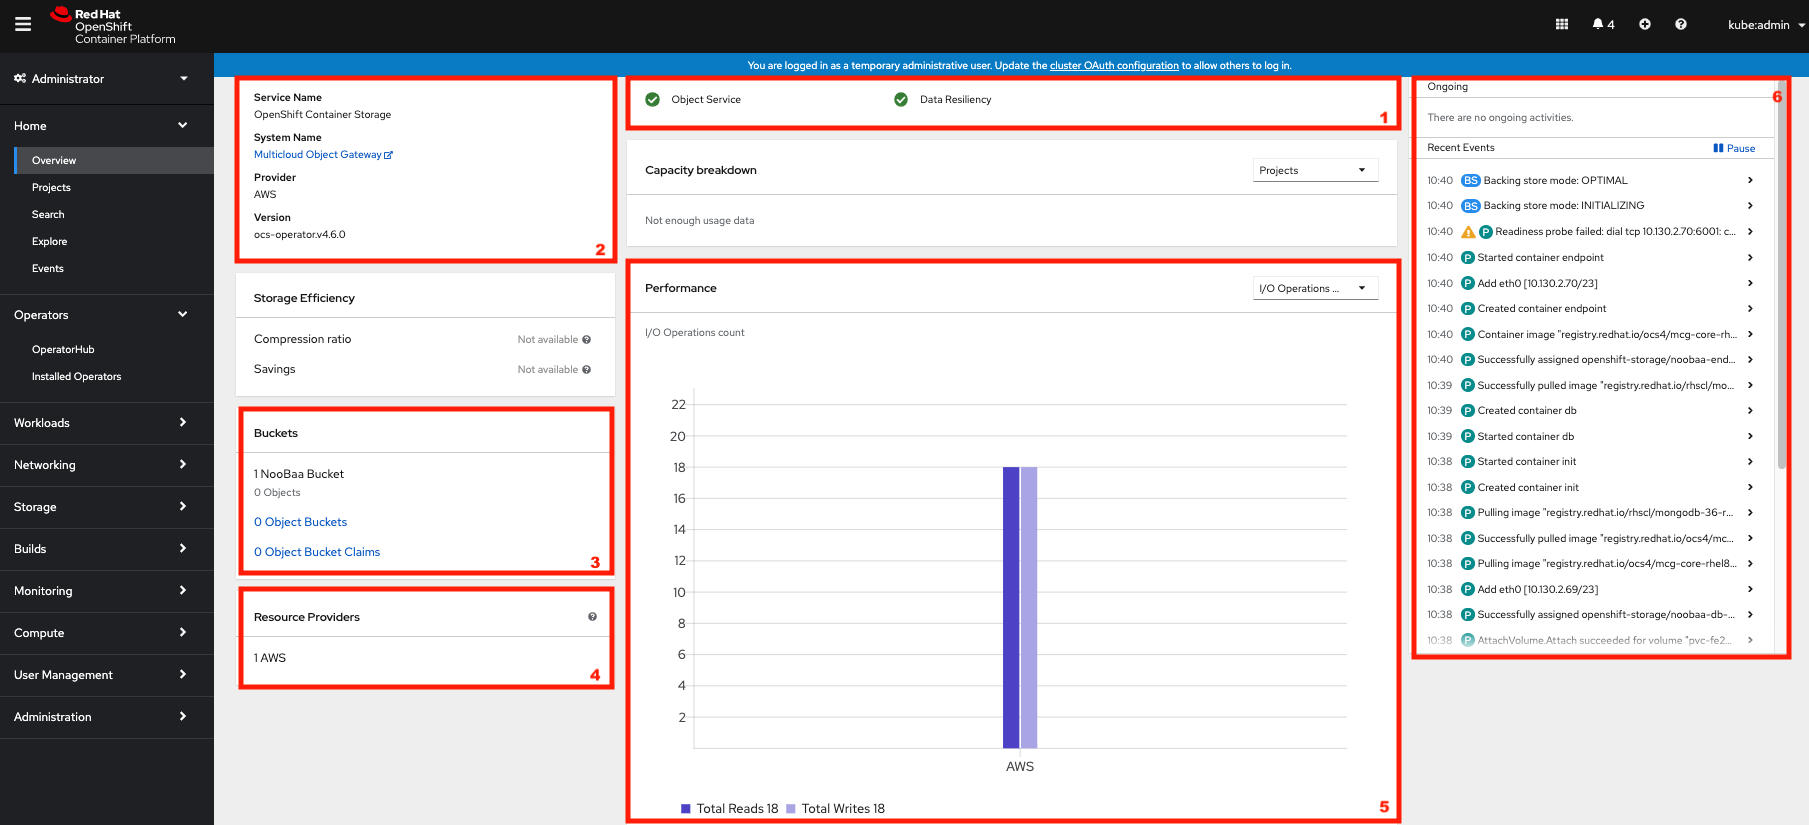 Red Hat
OpenShift
Container Platform
4
kube:admin
You are logged in as a temporary administrative user. Update the cluster OAuth configuration to allow others to log in.
Administrator
Home
Overview
Projects
Search
Explore
Events
Operators
OperatorHub
Installed Operators
Workloads
Networking
Storage
Builds
Monitoring
Compute
User Management
Administration
Service Name
OpenShift Container Storage
System Name
Multicloud Object Gateway
Provider
AWS
Version
ocs-operator.v4.6.0
2
Storage Efficiency
Compression ratio Not available
Savings Not available
Buckets
1 NooBaa Bucket
0 Objects
0 Object Buckets
0 Object Bucket Claims
3
Resource Providers
1 AWS
4
Object Service Data Resiliency
1
Capacity breakdown Projects
Not enough usage data
Performance I/O Operations ...
I/O Operations count
22
20
18
16
14
12
10
8
6
4
2
AWS
Total Reads 18 Total Writes 18
5
Ongoing
6
There are no ongoing activities.
Recent Events Pause
10:40 BS Backing store mode: OPTIMAL
10:40 BS Backing store mode: INITIALIZING
10:40 P Readiness probe failed: dial tcp 10.130.2.70:6001: c...
10:40 P Started container endpoint
10:40 P Add eth0 [10.130.2.70/23]
10:40 P Created container endpoint
10:40 P Container image "registry.redhat.io/ocs4/mcg-core-rh...
10:40 P Successfully assigned openshift-storage/noobaa-end...
10:39 P Successfully pulled image "registry.redhat.io/rhscl/mo...
10:39 P Created container db
10:39 P Started container db
10:38 P Started container init
10:38 P Created container init
10:38 P Pulling image "registry.redhat.io/rhscl/mongodb-36-r...
10:38 P Successfully pulled image "registry.redhat.io/ocs4/mc...
10:38 P Pulling image "registry.redhat.io/ocs4/mcg-core-rhel8...
10:38 P Add eth0 [10.130.2.69/23]
10:38 P Successfully assigned openshift-storage/noobaa-db-...
10:38 P AttachVolume.Attach succeeded for volume "pvc-fe2...